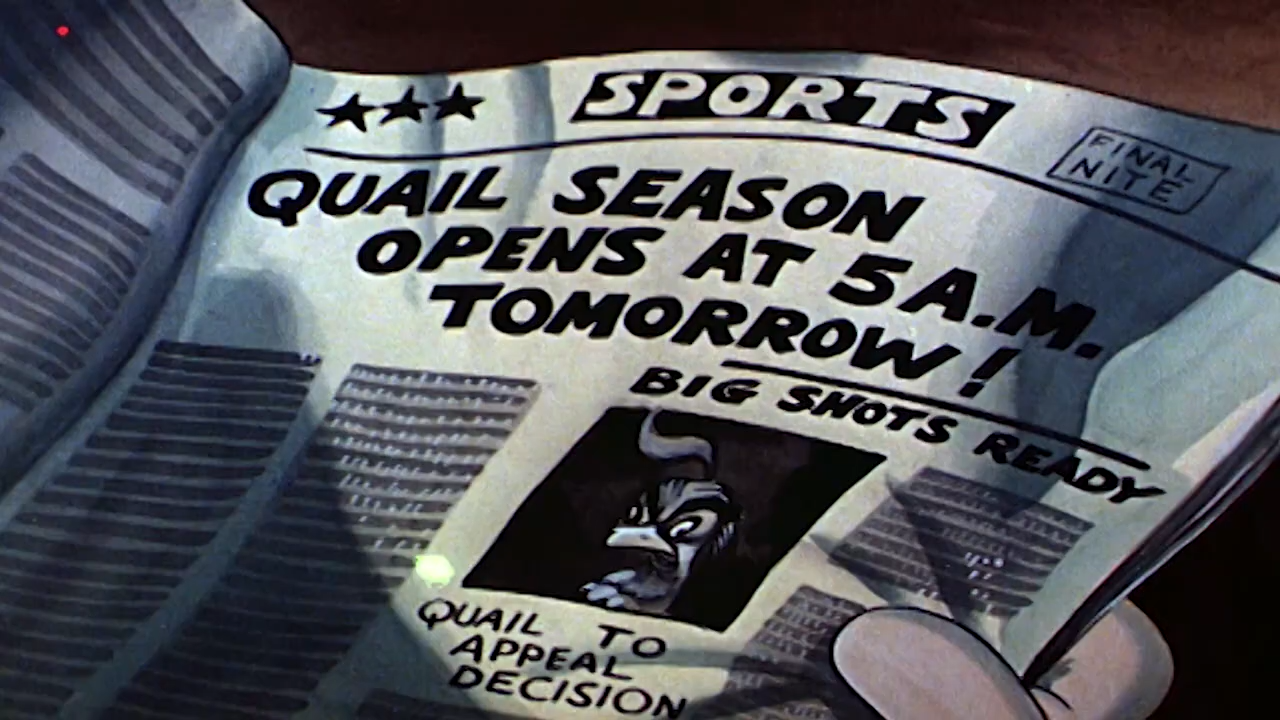 SPORTS
FINAL
NITE
QUAIL SEASON
OPENS AT 5 A.M.
TOMORROW!
BIG SHOTS READY
QUAIL TO
APPEAL
DECISION